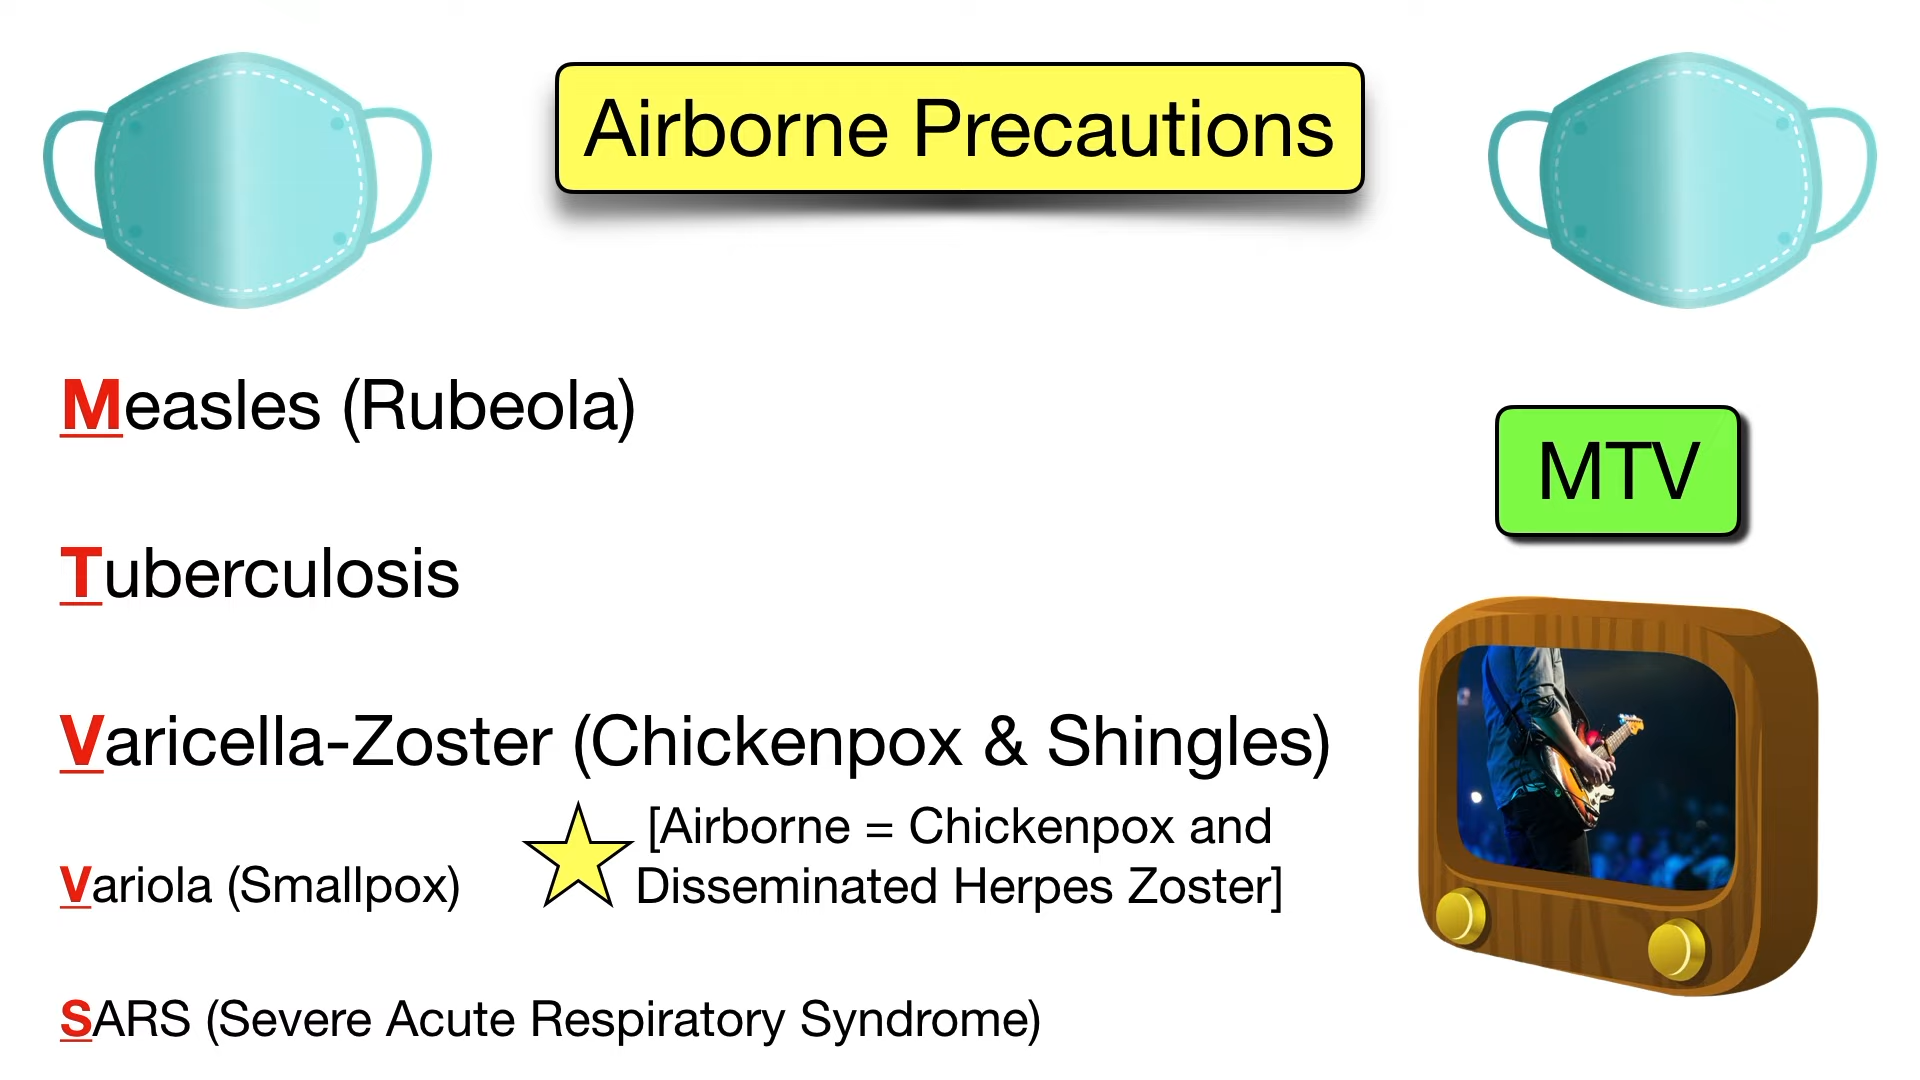 Airborne Precautions
Measles (Rubeola)
MTV
Tuberculosis
Varicella-Zoster (Chickenpox & Shingles)
[Airborne = Chickenpox and
Disseminated Herpes Zoster]
Variola (Smallpox)
SARS (Severe Acute Respiratory Syndrome)